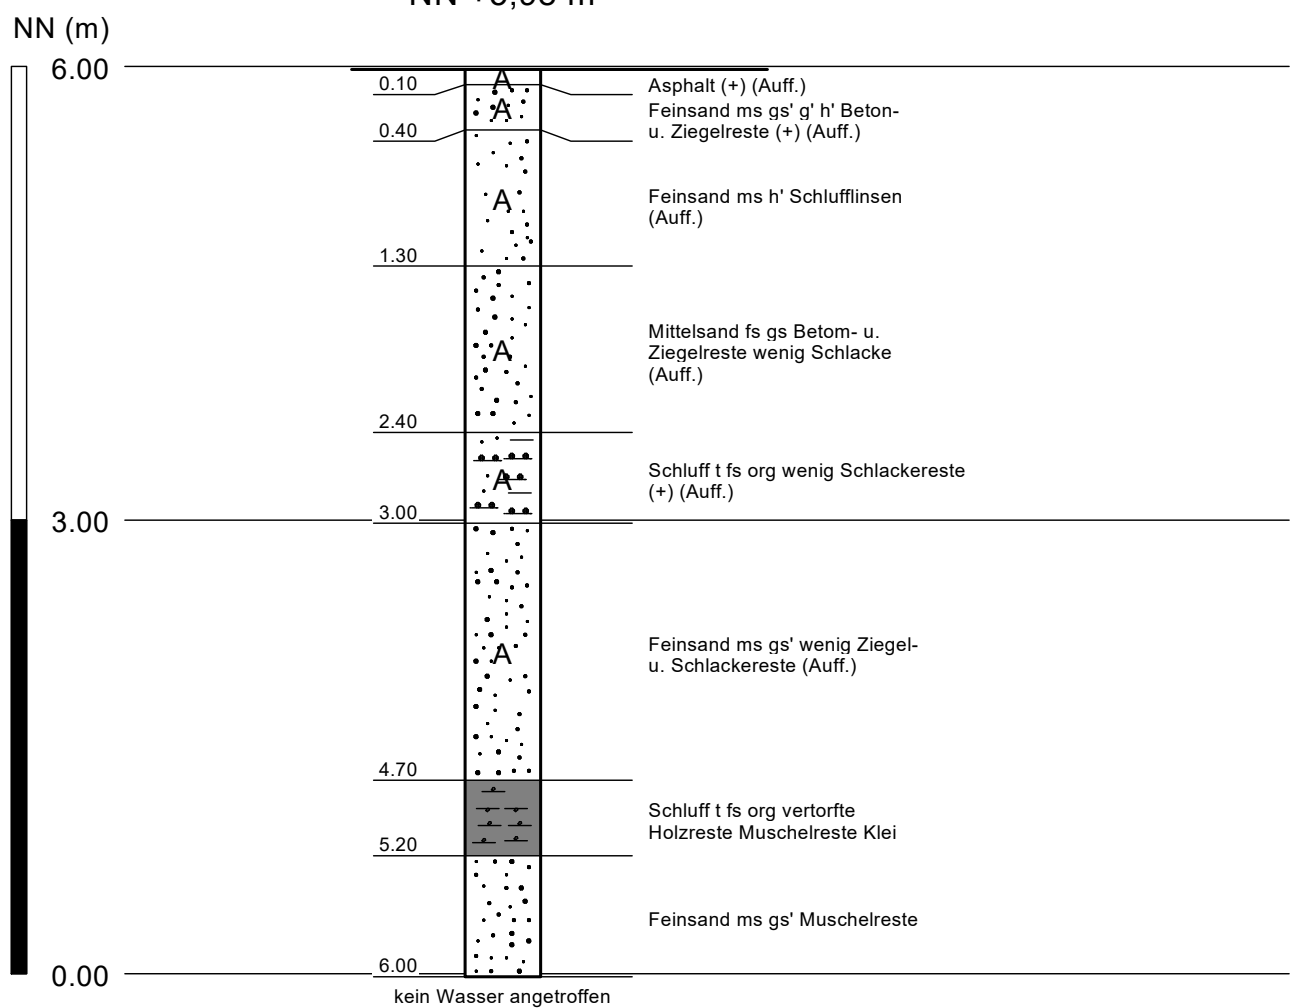 NN (m)
6.00
0.10
A
Asphalt (+) (Auff.)
A
Feinsand ms gs' g' h' Beton-
u. Ziegelreste (+) (Auff.)
0.40
A
Feinsand ms h' Schlufflinsen
(Auff.)
1.30
A
Mittelsand fs gs Betom- u.
Ziegelreste wenig Schlacke
(Auff.)
2.40
A
Schluff t fs org wenig Schlackereste
(+) (Auff.)
3.00
3.00
A
Feinsand ms gs' wenig Ziegel-
u. Schlackereste (Auff.)
4.70
Schluff t fs org vertorfte
Holzreste Muschelreste Klei
5.20
Feinsand ms gs' Muschelreste
6.00
0.00
kein Wasser angetroffen